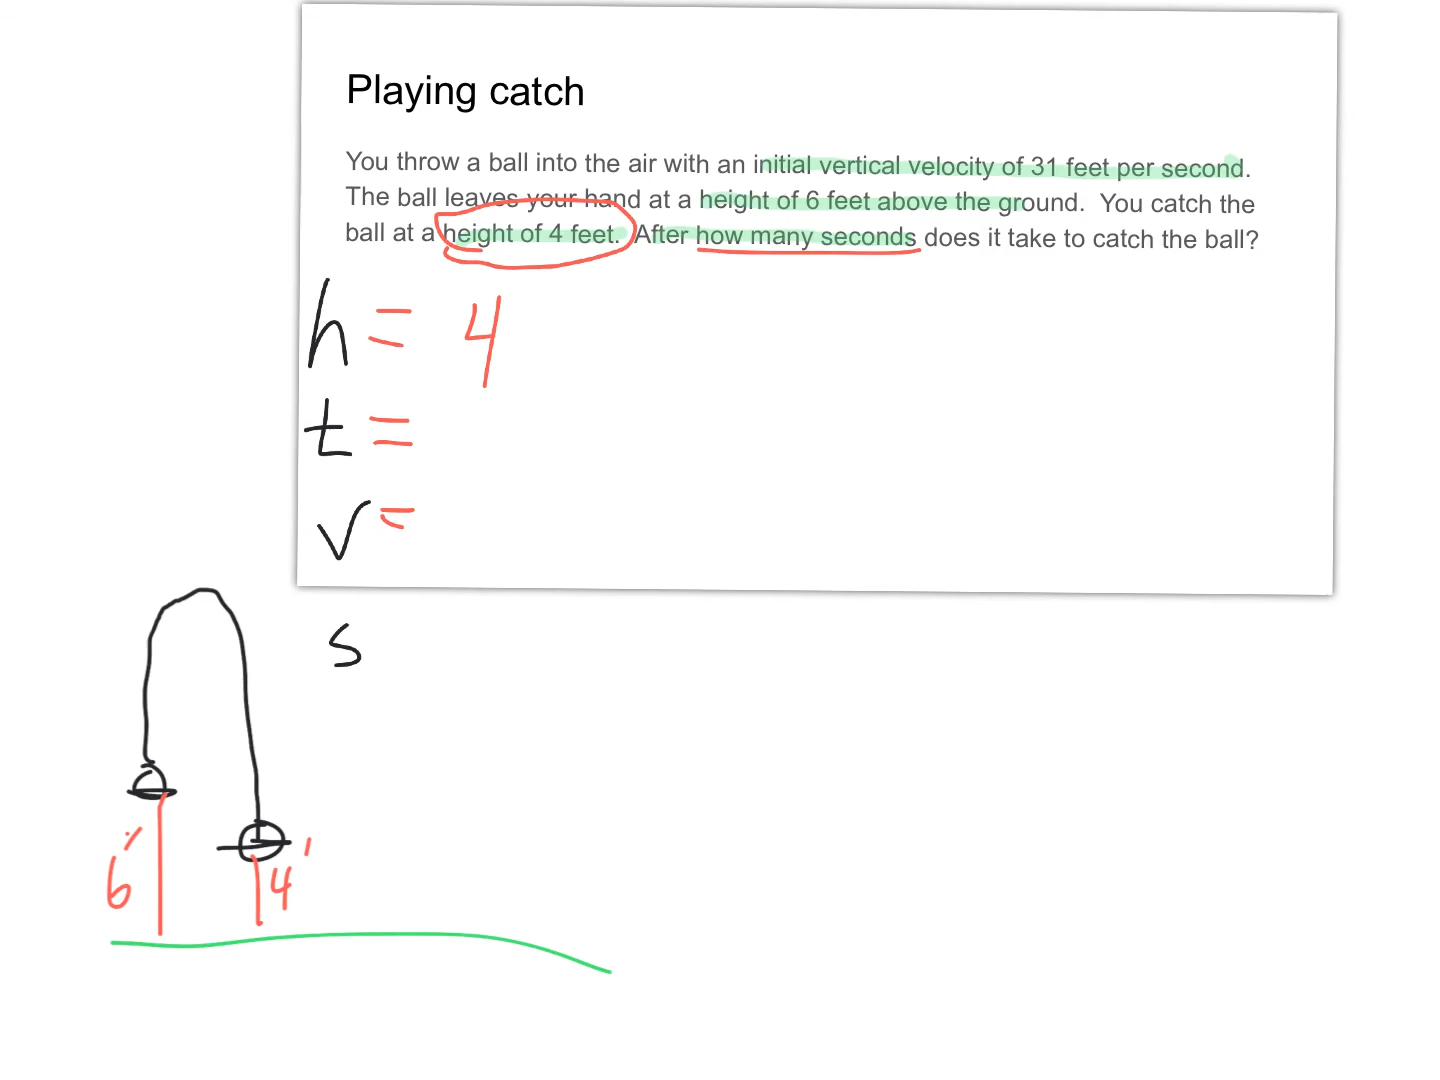 Playing catch
You throw a ball into the air with an initial vertical velocity of 31 feet per second.
The ball leaves your hand at a height of 6 feet above the ground. You catch the
ball at a height of 4 feet. After how many seconds does it take to catch the ball?
h = 4
t =
v =
s
6'
4'